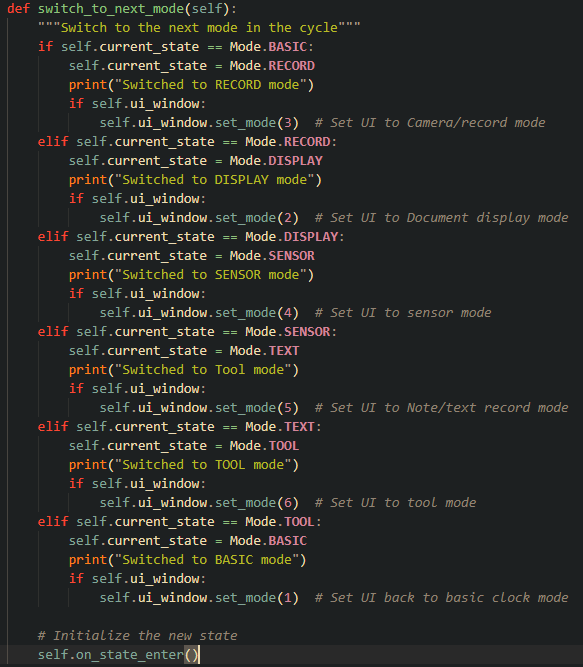 def switch_to_next_mode(self):
    """Switch to the next mode in the cycle"""
    if self.current_state == Mode.BASIC:
        self.current_state = Mode.RECORD
        print("Switched to RECORD mode")
        if self.ui_window:
            self.ui_window.set_mode(3)  # Set UI to Camera/record mode
    elif self.current_state == Mode.RECORD:
        self.current_state = Mode.DISPLAY
        print("Switched to DISPLAY mode")
        if self.ui_window:
            self.ui_window.set_mode(2)  # Set UI to Document display mode
    elif self.current_state == Mode.DISPLAY:
        self.current_state = Mode.SENSOR
        print("Switched to SENSOR mode")
        if self.ui_window:
            self.ui_window.set_mode(4)  # Set UI to sensor mode
    elif self.current_state == Mode.SENSOR:
        self.current_state = Mode.TEXT
        print("Switched to Tool mode")
        if self.ui_window:
            self.ui_window.set_mode(5)  # Set UI to Note/text record mode
    elif self.current_state == Mode.TEXT:
        self.current_state = Mode.TOOL
        print("Switched to TOOL mode")
        if self.ui_window:
            self.ui_window.set_mode(6)  # Set UI to tool mode
    elif self.current_state == Mode.TOOL:
        self.current_state = Mode.BASIC
        print("Switched to BASIC mode")
        if self.ui_window:
            self.ui_window.set_mode(1)  # Set UI back to basic clock mode

    # Initialize the new state
    self.on_state_enter()